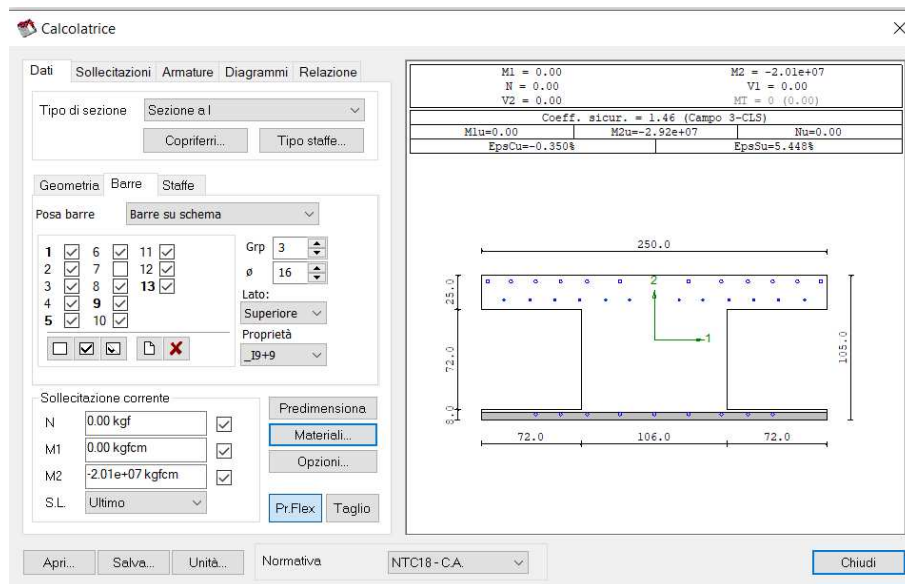 Calcolatrice
Dati Sollecitazioni Armature Diagrammi Relazione
Tipo di sezione Sezione a I
Copriferri... Tipo staffe...
Geometria Barre Staffe
Posa barre Barre su schema
1 6 11 Grp 3
2 7 12 ø 16
3 8 13 Lato:
4 9 Superiore
5 10 Proprietà
_I9+9
Sollecitazione corrente
N 0.00 kgf
M1 0.00 kgfcm
M2 -2.01e+07 kgfcm
S.L. Ultimo
Predimensiona
Materiali...
Opzioni...
Pr.Flex Taglio
M1 = 0.00 M2 = -2.01e+07
N = 0.00 V1 = 0.00
V2 = 0.00 MT = 0 (0.00)
Coeff. sicur. = 1.46 (Campo 3-CLS)
M1u=0.00 M2u=-2.92e+07 Nu=0.00
EpsCu=-0.350% EpsSu=5.448%
250.0
25.0
72.0
8.0
2
1
105.0
72.0 106.0 72.0
Apri... Salva... Unità... Normativa NTC18 - C.A. Chiudi